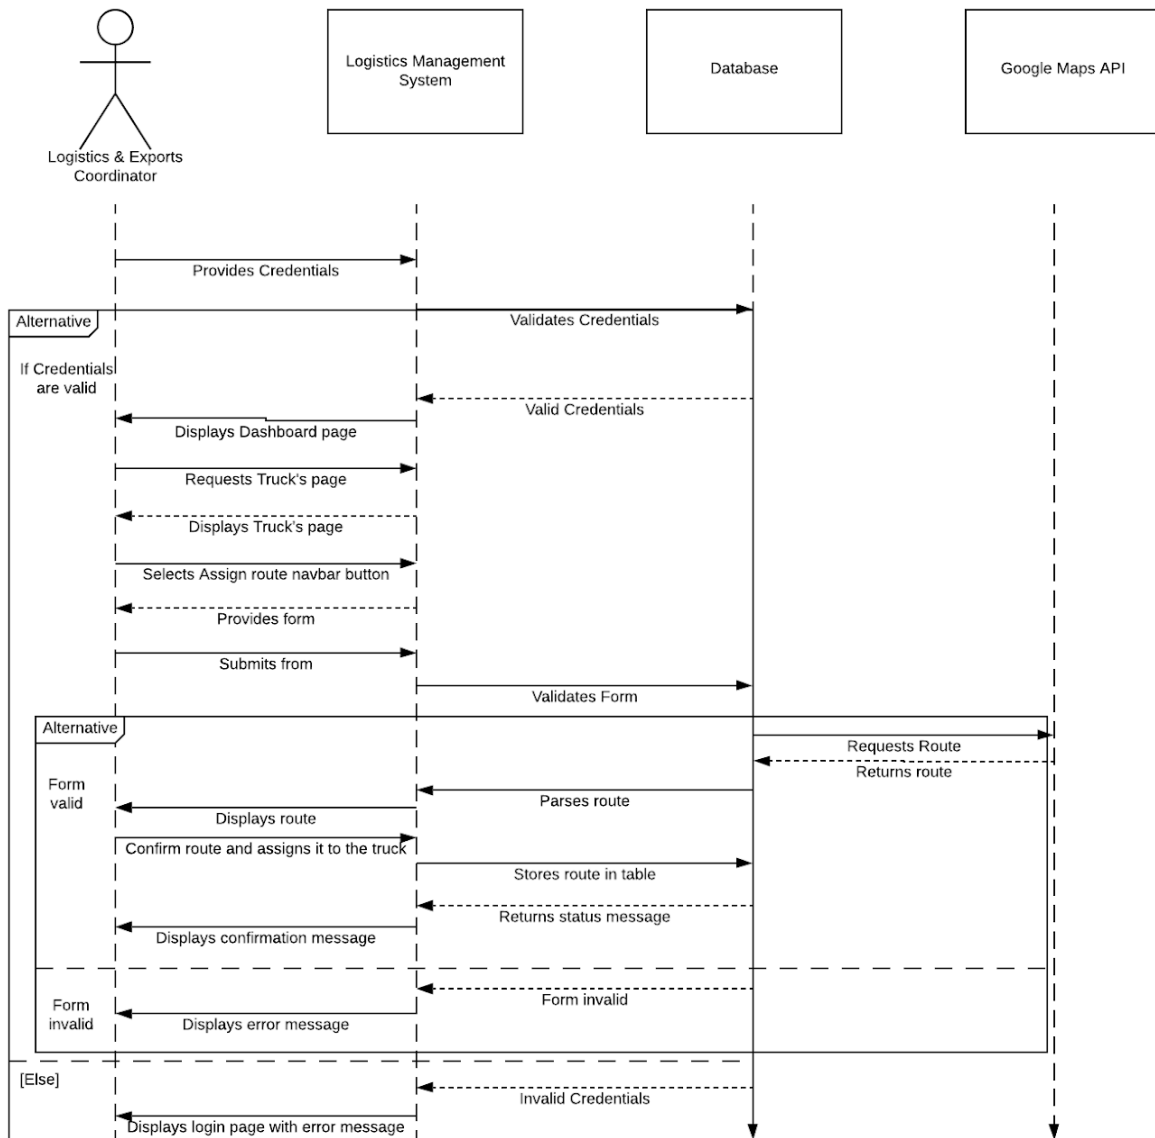 Logistics & Exports
Coordinator
Logistics Management
System
Database
Google Maps API
Provides Credentials
Alternative
Validates Credentials
If Credentials
are valid
Valid Credentials
Displays Dashboard page
Requests Truck's page
Displays Truck's page
Selects Assign route navbar button
Provides form
Submits from
Validates Form
Alternative
Requests Route
Returns route
Form
valid
Parses route
Displays route
Confirm route and assigns it to the truck
Stores route in table
Returns status message
Displays confirmation message
Form
invalid
Form invalid
Displays error message
[Else]
Invalid Credentials
Displays login page with error message